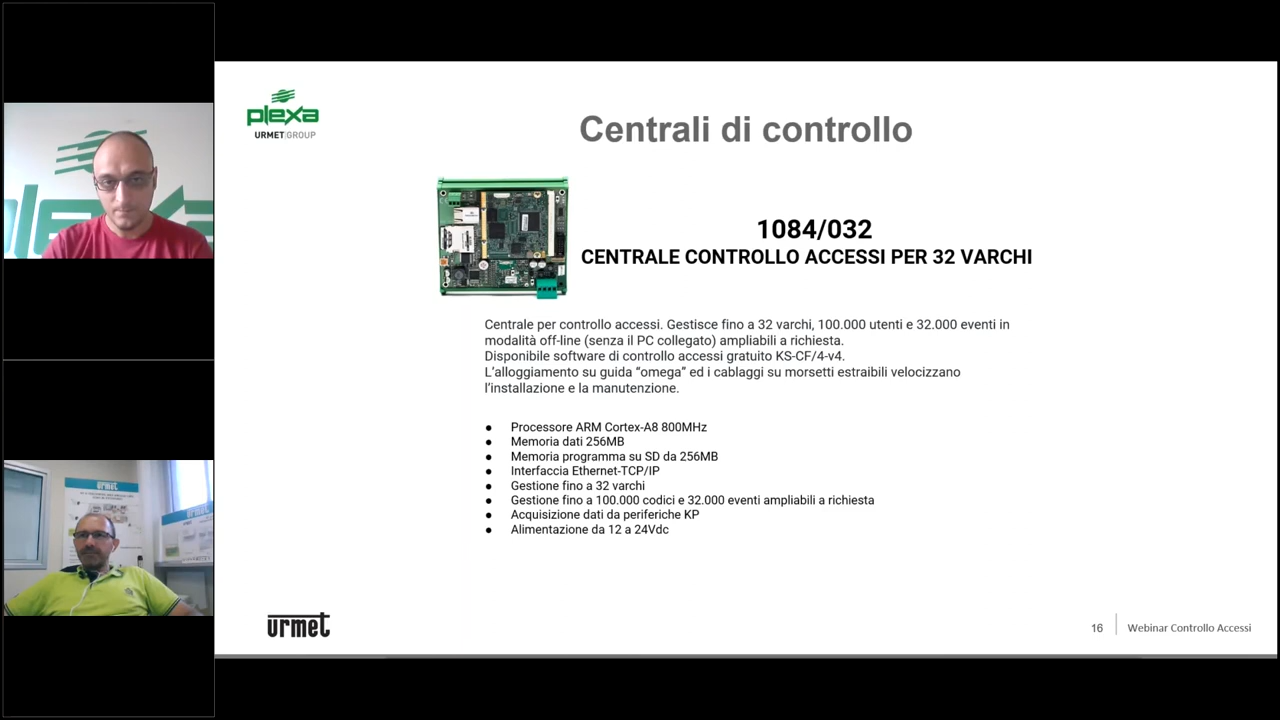 plexa
URMET|GROUP
Centrali di controllo
1084/032
CENTRALE CONTROLLO ACCESSI PER 32 VARCHI
Centrale per controllo accessi. Gestisce fino a 32 varchi, 100.000 utenti e 32.000 eventi in
modalità off-line (senza il PC collegato) ampliabili a richiesta.
Disponibile software di controllo accessi gratuito KS-CF/4-v4.
L'alloggiamento su guida “omega” ed i cablaggi su morsetti estraibili velocizzano
l'installazione e la manutenzione.
● Processore ARM Cortex-A8 800MHz
● Memoria dati 256MB
● Memoria programma su SD da 256MB
● Interfaccia Ethernet-TCP/IP
● Gestione fino a 32 varchi
● Gestione fino a 100.000 codici e 32.000 eventi ampliabili a richiesta
● Acquisizione dati da periferiche KP
● Alimentazione da 12 a 24Vdc
urmet
16
Webinar Controllo Accessi
urmet
urmet